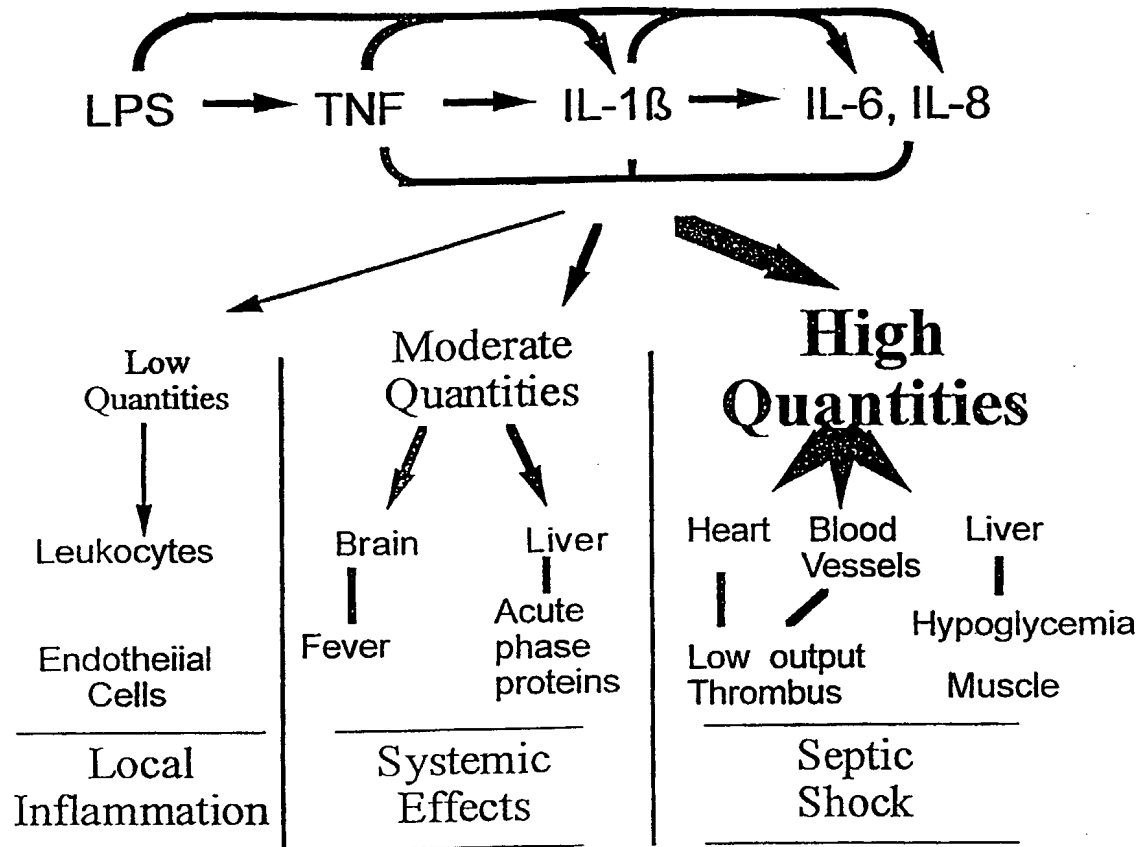 LPS TNF IL-1ß IL-6, IL-8
Low
Quantities
Leukocytes
Endotheiial
Cells
Local
Inflammation
Moderate
Quantities
Brain Liver
Fever
Acute
phase
proteins
Systemic
Effects
High
Quantities
Heart Blood
Vessels
Liver
Hypoglycemia
Low output
Thrombus
Muscle
Septic
Shock